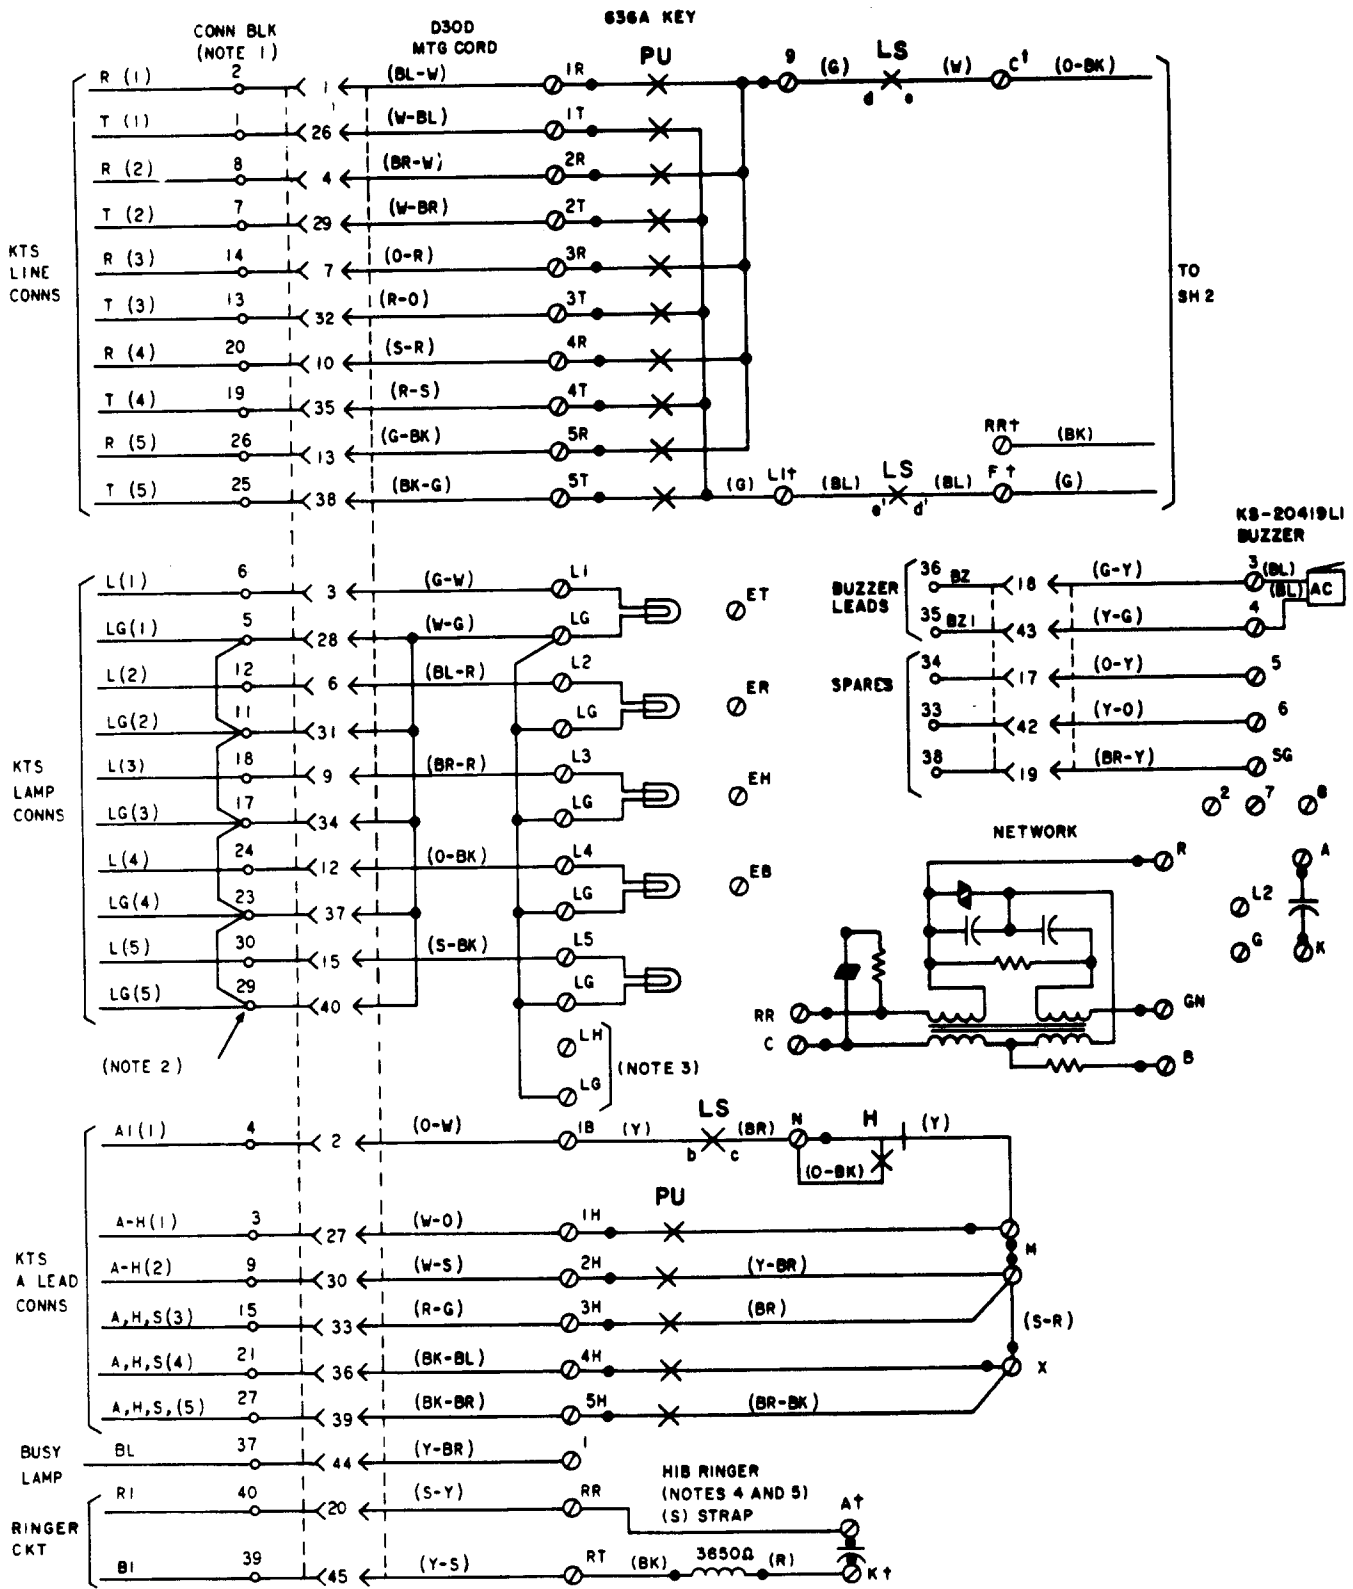 636A KEY
CONN BLK
(NOTE 1)
D30D
MTG CORD
PU
LS
R (1) 2 1 (BL-W) 1R 9 (G) d e (W) C† (O-BK)
T (1) 1 26 (W-BL) 1T
R (2) 8 4 (BR-W) 2R
T (2) 7 29 (W-BR) 2T
KTS
LINE
CONNS
R (3) 14 7 (O-R) 3R
T (3) 13 32 (R-O) 3T
TO
SH 2
R (4) 20 10 (S-R) 4R
T (4) 19 35 (R-S) 4T
R (5) 26 13 (G-BK) 5R
RR† (BK)
T (5) 25 38 (BK-G) 5T (G) L1† (BL) LS e' d' (BL) F† (G)
KS-20419L1
BUZZER
L(1) 6 3 (G-W) L1
ET
LG(1) 5 28 (W-G) LG
L(2) 12 6 (BL-R) L2
ER
LG(2) 11 31 LG
KTS
LAMP
CONNS
L(3) 18 9 (BR-R) L3
EH
LG(3) 17 34 LG
L(4) 24 12 (O-BK) L4
EB
LG(4) 23 37 LG
L(5) 30 15 (S-BK) L5
LG(5) 29 40 LG
(NOTE 2)
LH
LG
(NOTE 3)
BUZZER
LEADS
36 BZ 18 (G-Y) 3 (BL)
(BL) AC
35 BZ1 43 (Y-G) 4
SPARES
34 17 (O-Y) 5
33 42 (Y-O) 6
38 19 (BR-Y) SG
2 7 8
NETWORK
R
A
L2
G
K
RR
GN
C
B
A1(1) 4 2 (O-W) 1B (Y) LS b c (BR) N H (Y)
(O-BK)
PU
A-H(1) 3 27 (W-O) 1H
M
KTS
A LEAD
CONNS
A-H(2) 9 30 (W-S) 2H (Y-BR)
A,H,S(3) 15 33 (R-G) 3H (BR)
(S-R)
A,H,S(4) 21 36 (BK-BL) 4H X
A,H,S,(5) 27 39 (BK-BR) 5H (BR-BK)
BUSY
LAMP
BL 37 44 (Y-BR) 1
H1B RINGER
(NOTES 4 AND 5)
(S) STRAP
RINGER
CKT
R1 40 20 (S-Y) RR A†
B1 39 45 (Y-S) RT (BK) 3650Ω (R) K†